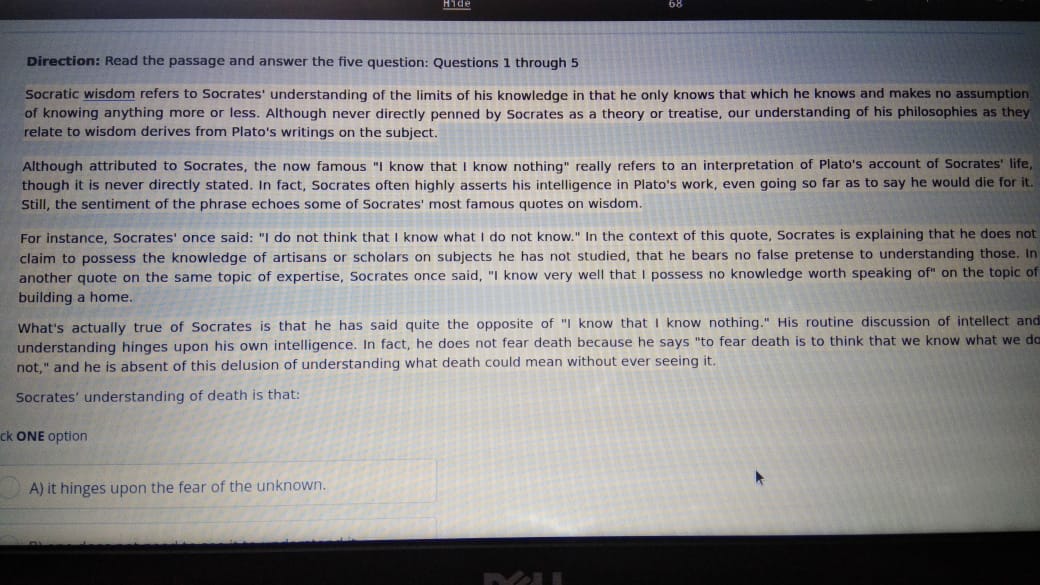 Hide
68
Direction: Read the passage and answer the five question: Questions 1 through 5
Socratic wisdom refers to Socrates' understanding of the limits of his knowledge in that he only knows that which he knows and makes no assumption
of knowing anything more or less. Although never directly penned by Socrates as a theory or treatise, our understanding of his philosophies as they
relate to wisdom derives from Plato's writings on the subject.
Although attributed to Socrates, the now famous "I know that I know nothing" really refers to an interpretation of Plato's account of Socrates' life,
though it is never directly stated. In fact, Socrates often highly asserts his intelligence in Plato's work, even going so far as to say he would die for it.
Still, the sentiment of the phrase echoes some of Socrates' most famous quotes on wisdom.
For instance, Socrates' once said: "I do not think that I know what I do not know." In the context of this quote, Socrates is explaining that he does not
claim to possess the knowledge of artisans or scholars on subjects he has not studied, that he bears no false pretense to understanding those. In
another quote on the same topic of expertise, Socrates once said, "I know very well that I possess no knowledge worth speaking of" on the topic of
building a home.
What's actually true of Socrates is that he has said quite the opposite of "I know that I know nothing." His routine discussion of intellect and
understanding hinges upon his own intelligence. In fact, he does not fear death because he says "to fear death is to think that we know what we do
not," and he is absent of this delusion of understanding what death could mean without ever seeing it.
Socrates' understanding of death is that:
ck ONE option
A) it hinges upon the fear of the unknown.
DELL